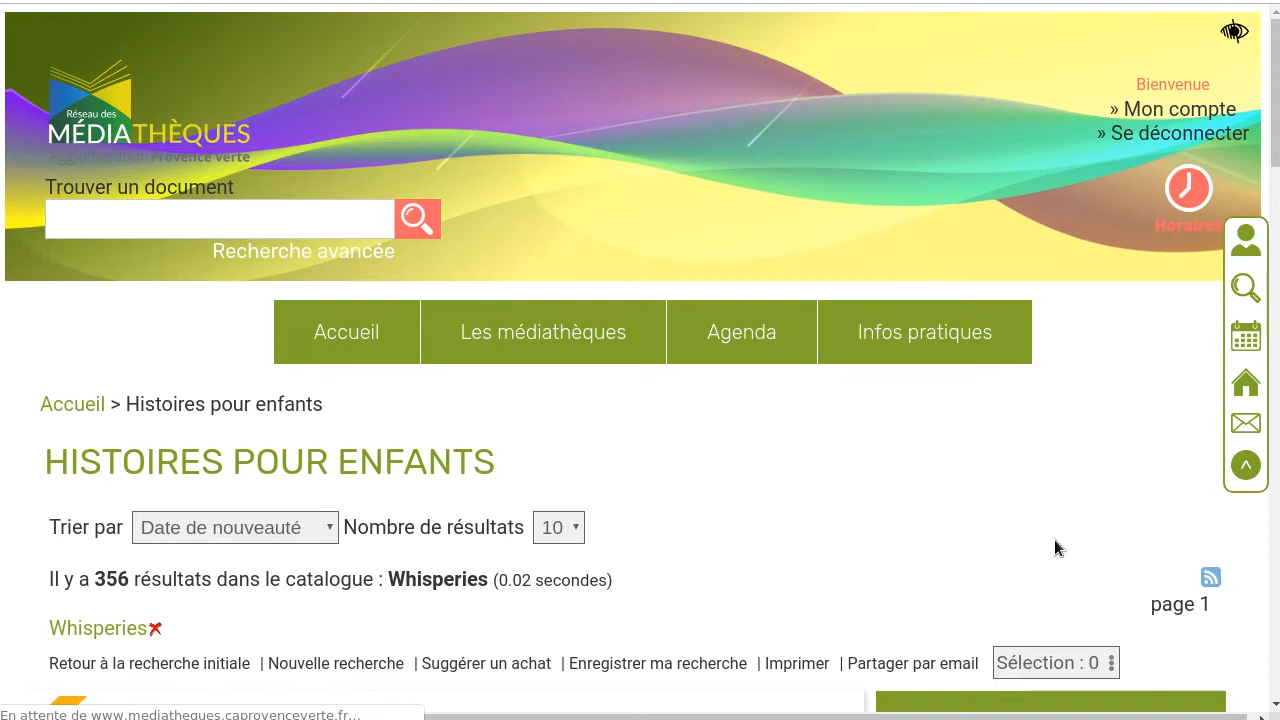 Réseau des
MÉDIATHÈQUES
Agglomération Provence Verte
Bienvenue
» Mon compte
» Se déconnecter
Trouver un document
Horaires
Recherche avancée
Accueil
Les médiathèques
Agenda
Infos pratiques
Accueil > Histoires pour enfants
HISTOIRES POUR ENFANTS
Trier par Date de nouveauté Nombre de résultats 10
Il y a 356 résultats dans le catalogue : Whisperies (0.02 secondes)
page 1
Whisperies
Retour à la recherche initiale | Nouvelle recherche | Suggérer un achat | Enregistrer ma recherche | Imprimer | Partager par email Sélection : 0
En attente de www.mediatheques.caprovenceverte.fr…